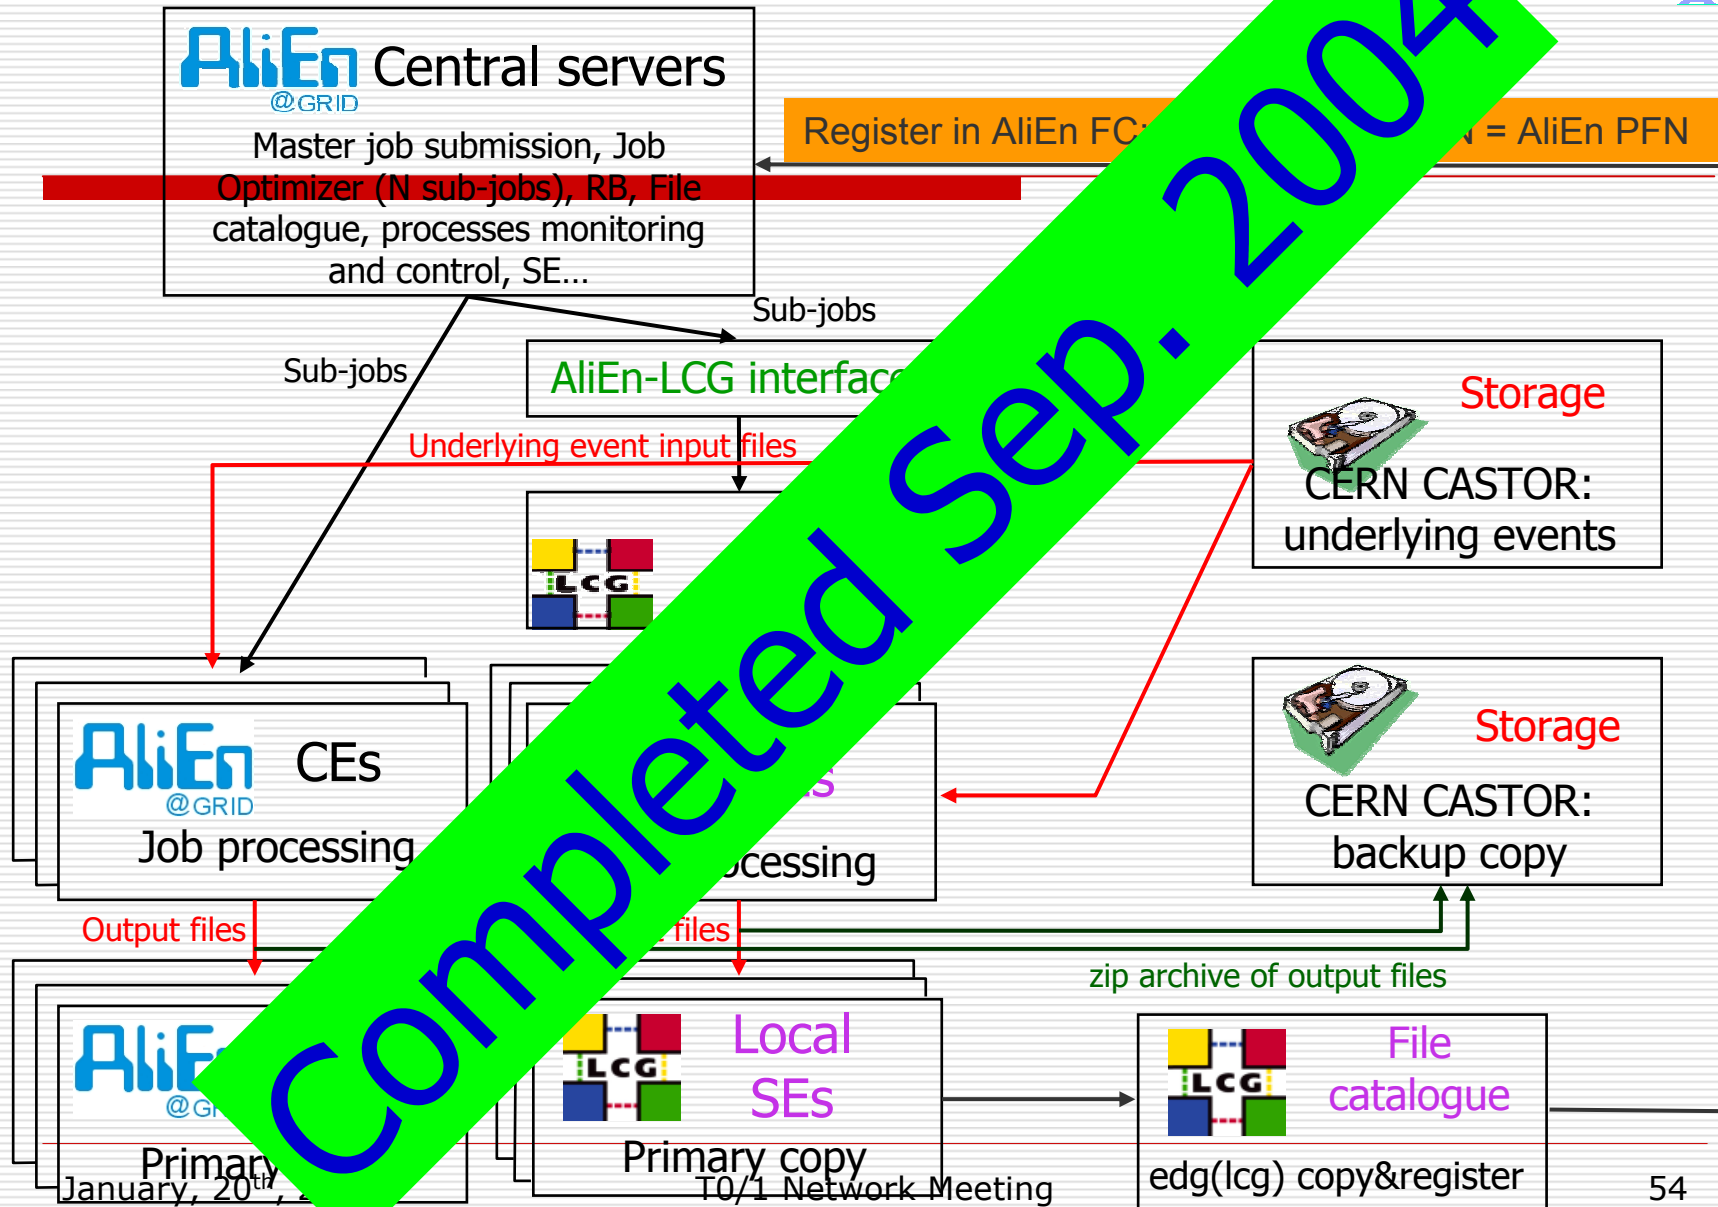 AliEn
@GRID
Central servers
Master job submission, Job
Optimizer (N sub-jobs), RB, File
catalogue, processes monitoring
and control, SE…
Register in AliEn FC:
= AliEn PFN
Sub-jobs
Sub-jobs
AliEn-LCG interface
Underlying event input files
Storage
CERN CASTOR:
underlying events
LCG
AliEn
@GRID
CEs
Job processing
Storage
CERN CASTOR:
backup copy
Output files
files
zip archive of output files
Primary
LCG
Local
SEs
Primary copy
LCG
File
catalogue
edg(lcg) copy&register
Completed Sep. 2004
January, 20th,
T0/1 Network Meeting
54